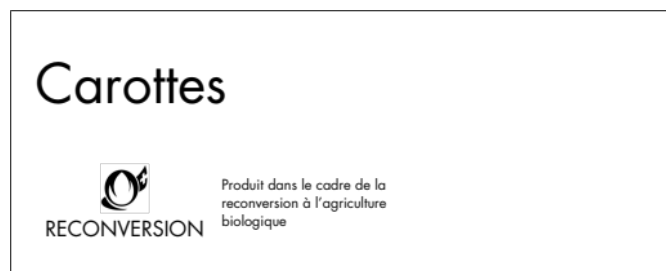 Carottes
RECONVERSION
Produit dans le cadre de la
reconversion à l'agriculture
biologique